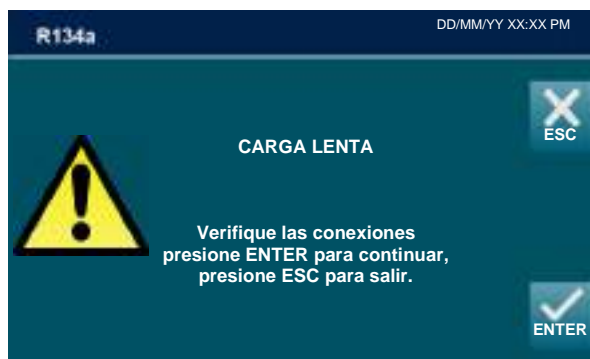 R134a
DD/MM/YY XX:XX PM
ESC
CARGA LENTA
Verifique las conexiones
presione ENTER para continuar,
presione ESC para salir.
ENTER